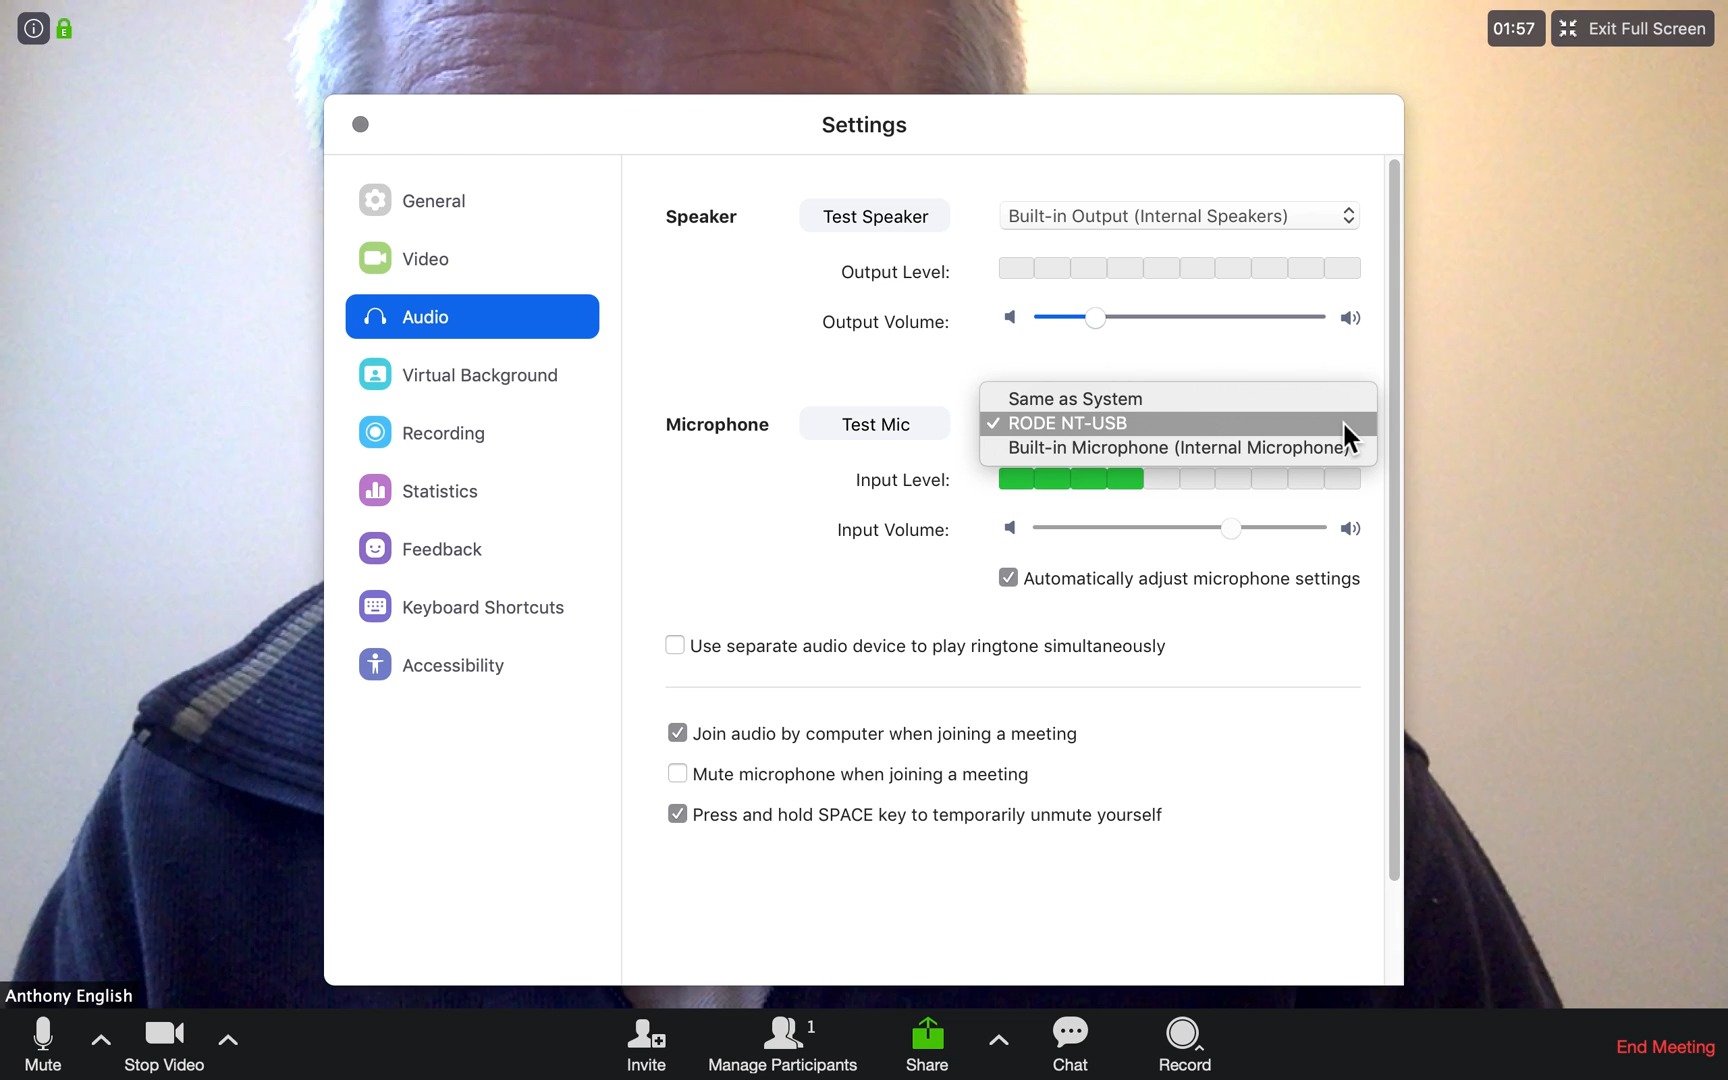 E
01:57
Exit Full Screen
Settings
General
Video
Audio
Virtual Background
Recording
Statistics
Feedback
Keyboard Shortcuts
Accessibility
Speaker
Test Speaker
Built-in Output (Internal Speakers)
Output Level:
Output Volume:
Microphone
Test Mic
Same as System
RODE NT-USB
Built-in Microphone (Internal Microphone)
Input Level:
Input Volume:
Automatically adjust microphone settings
Use separate audio device to play ringtone simultaneously
Join audio by computer when joining a meeting
Mute microphone when joining a meeting
Press and hold SPACE key to temporarily unmute yourself
Anthony English
Mute
Stop Video
Invite
1
Manage Participants
Share
Chat
Record
End Meeting